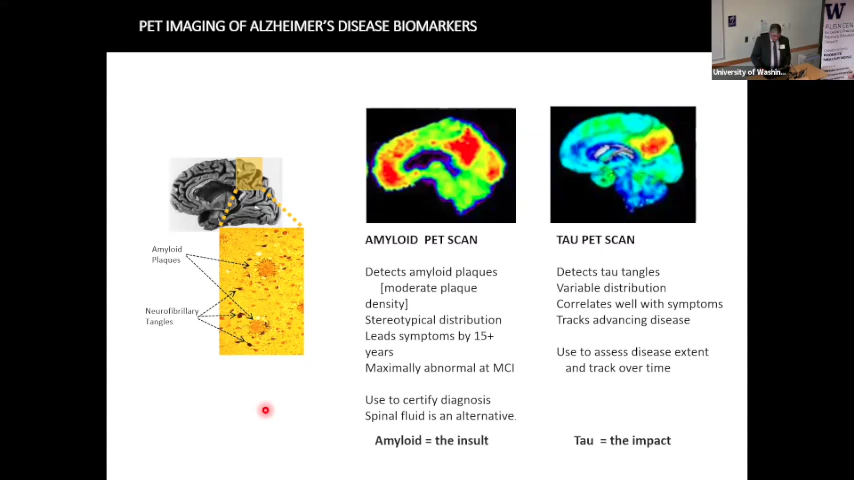 PET IMAGING OF ALZHEIMER'S DISEASE BIOMARKERS
W
University of Washin...
Amyloid
Plaques
Neurofibrillary
Tangles
AMYLOID PET SCAN
Detects amyloid plaques
[moderate plaque
density]
Stereotypical distribution
Leads symptoms by 15+
years
Maximally abnormal at MCI
Use to certify diagnosis
Spinal fluid is an alternative.
Amyloid = the insult
TAU PET SCAN
Detects tau tangles
Variable distribution
Correlates well with symptoms
Tracks advancing disease
Use to assess disease extent
and track over time
Tau = the impact